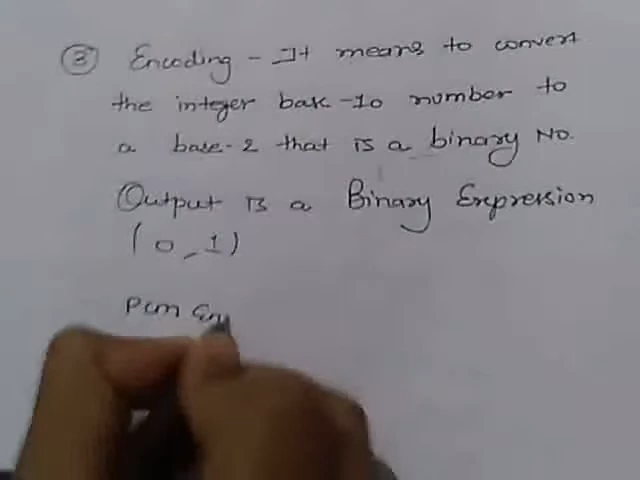 ③ Encoding - It means to convert
the integer base-10 number to
a base-2 that is a binary No.
Output is a Binary Expression
(0, 1)
PCM En